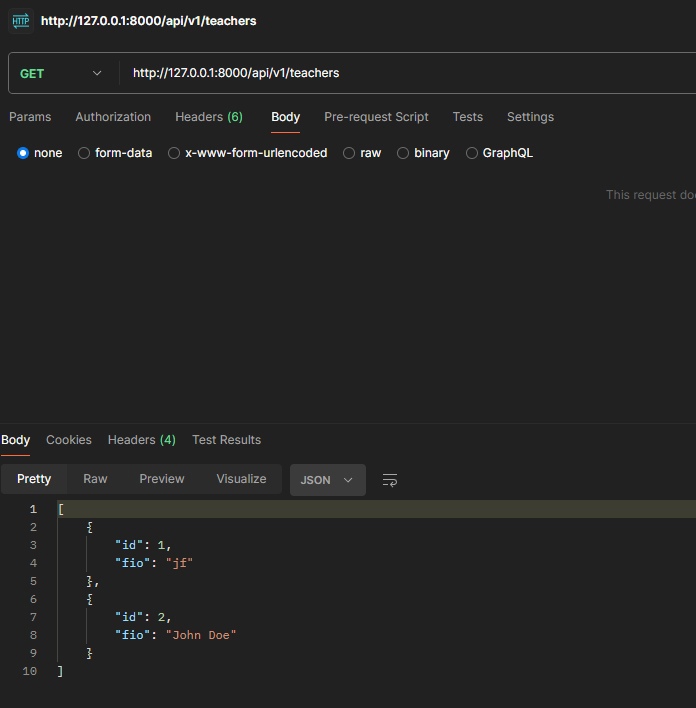 HTTP http://127.0.0.1:8000/api/v1/teachers
GET http://127.0.0.1:8000/api/v1/teachers
Params Authorization Headers (6) Body Pre-request Script Tests Settings
none form-data x-www-form-urlencoded raw binary GraphQL
This request
Body Cookies Headers (4) Test Results
Pretty Raw Preview Visualize JSON
1 [
2 {
3 "id": 1,
4 "fio": "jf"
5 },
6 {
7 "id": 2,
8 "fio": "John Doe"
9 }
10 ]